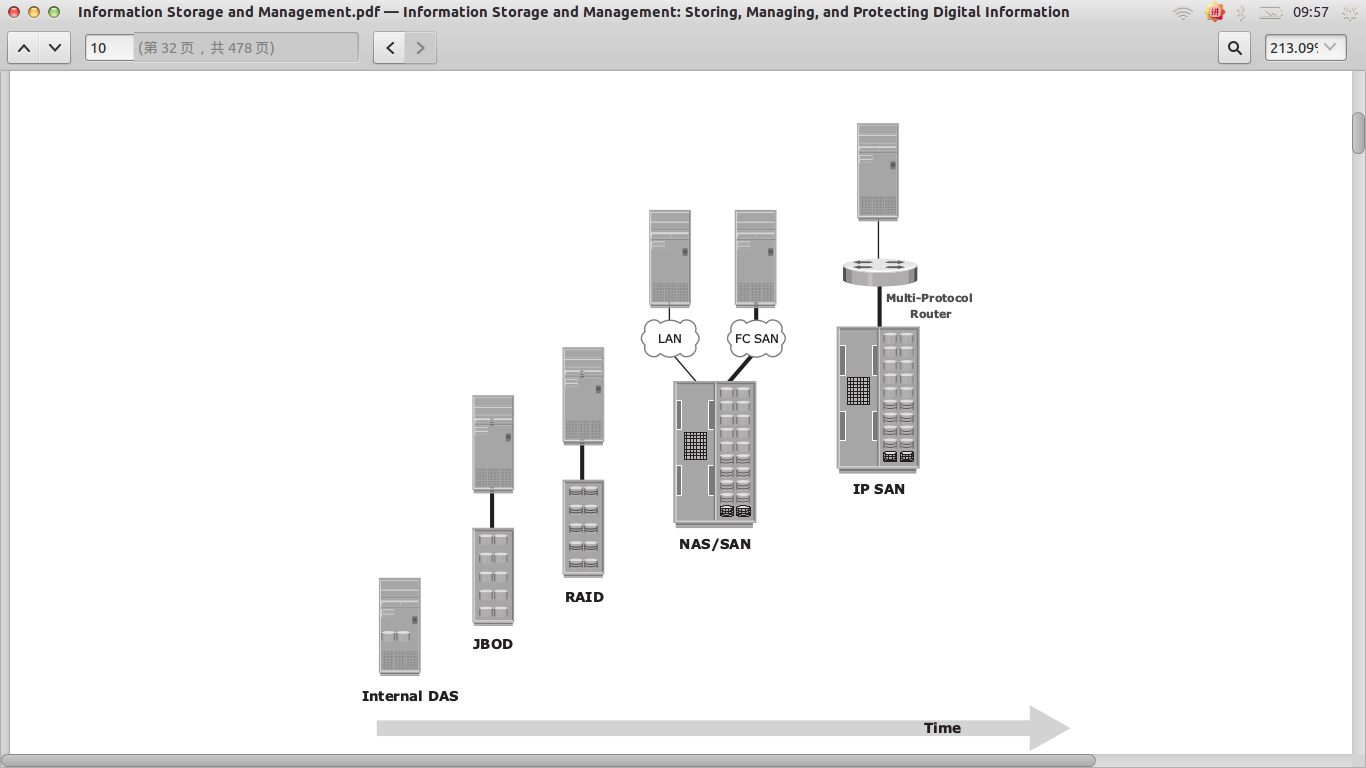 Information Storage and Management.pdf — Information Storage and Management: Storing, Managing, and Protecting Digital Information
拼
09:57
10
(第 32 页，共 478 页)
213.09%
Multi-Protocol
Router
LAN
FC SAN
IP SAN
NAS/SAN
RAID
JBOD
Internal DAS
Time